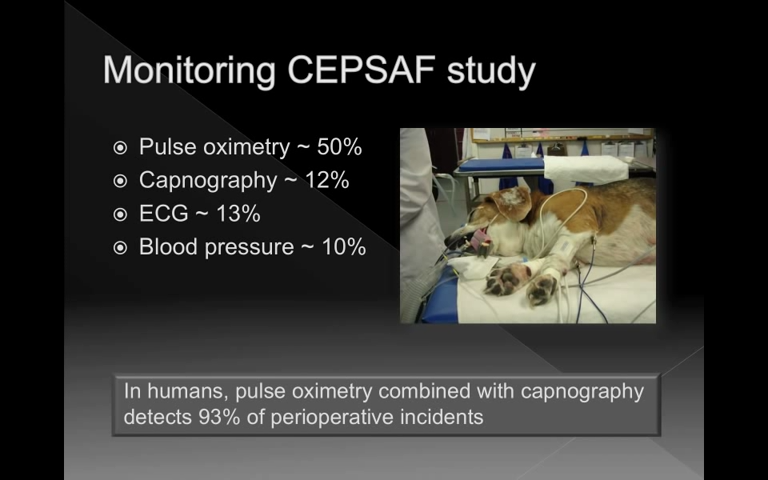 Monitoring CEPSAF study
Pulse oximetry ~ 50%
Capnography ~ 12%
ECG ~ 13%
Blood pressure ~ 10%
In humans, pulse oximetry combined with capnography
detects 93% of perioperative incidents